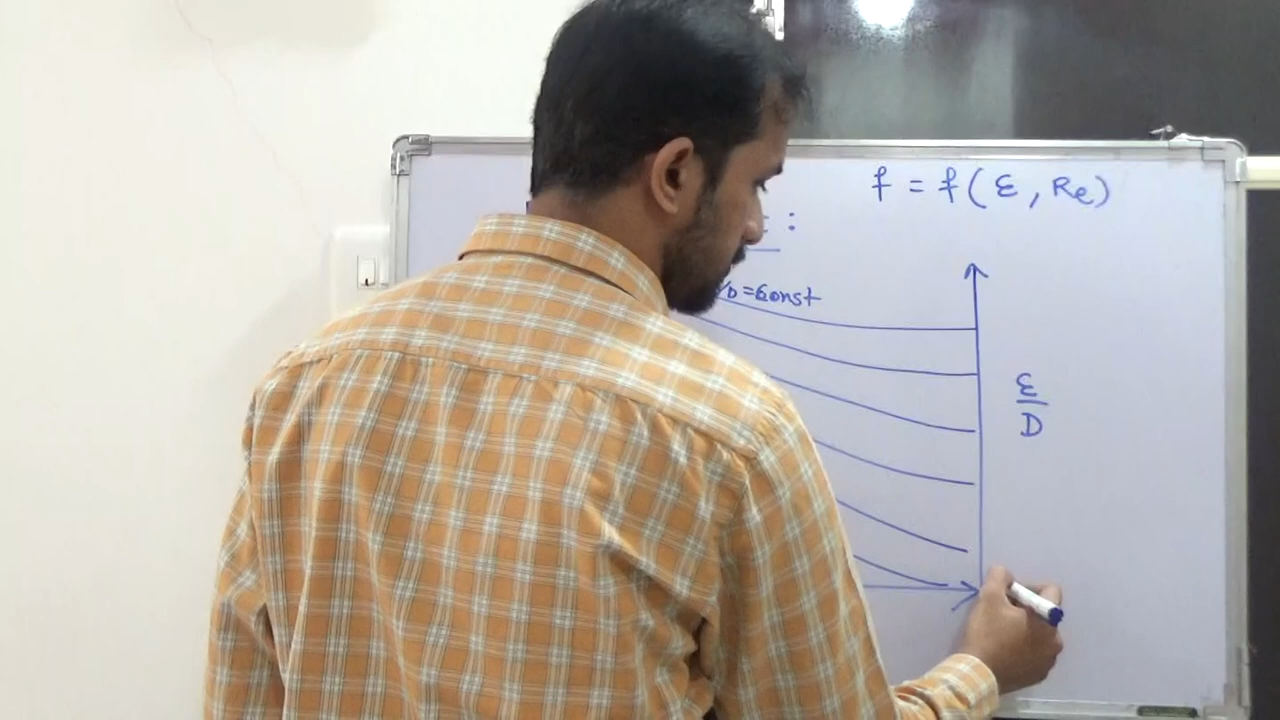 f = f(ε, Re)
:
/D = Const
ε
D